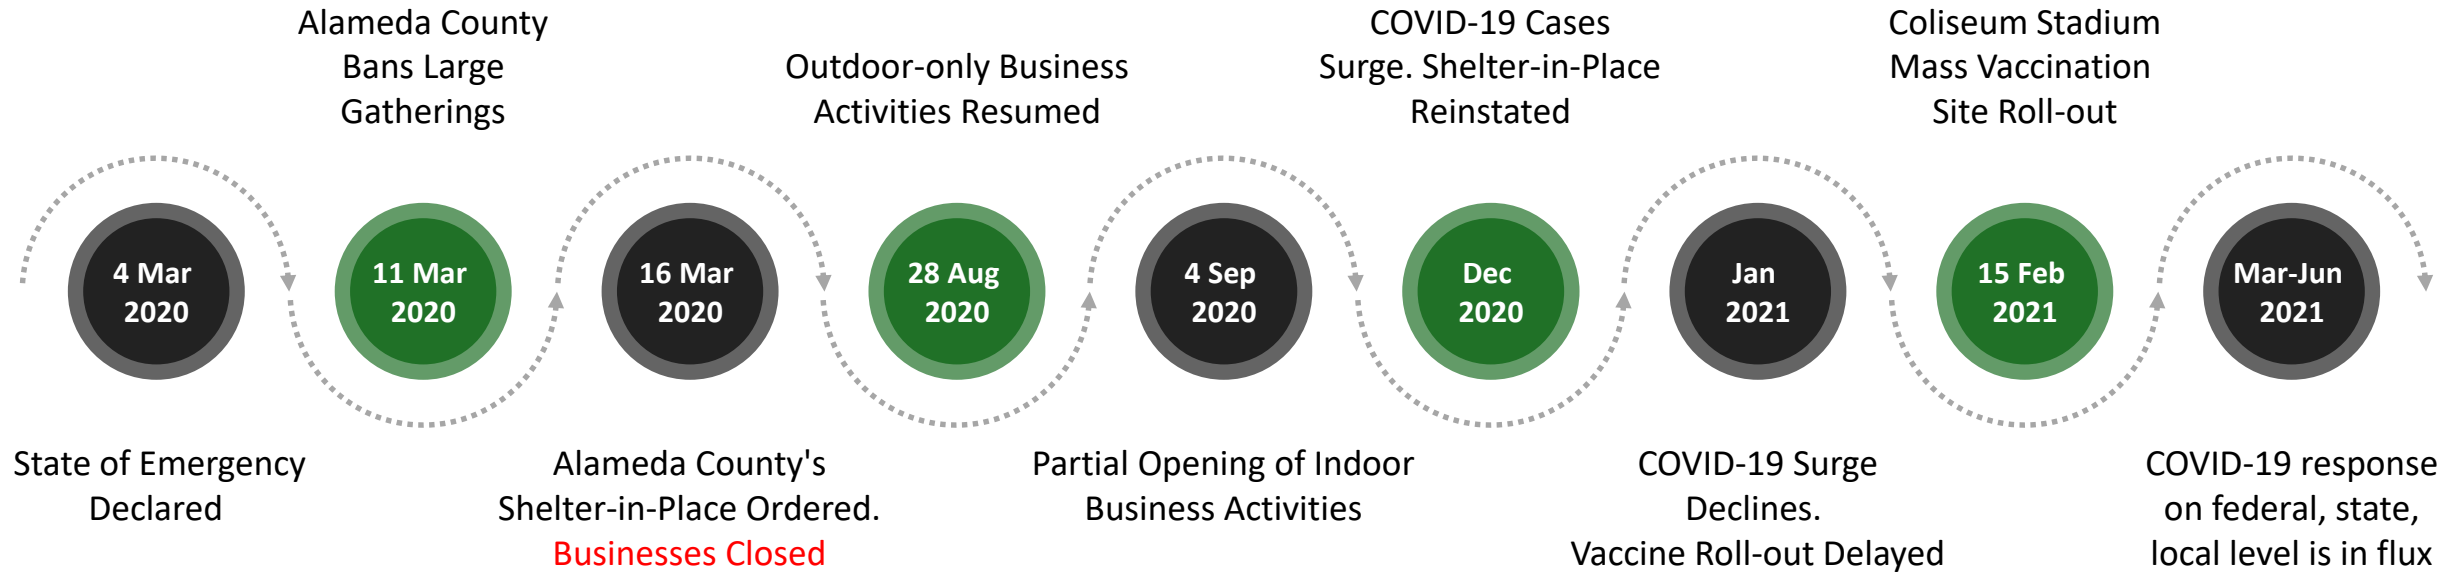 4 Mar
2020
State of Emergency
Declared
Alameda County
Bans Large
Gatherings
11 Mar
2020
16 Mar
2020
Alameda County's
Shelter-in-Place Ordered.
Businesses Closed
Outdoor-only Business
Activities Resumed
28 Aug
2020
4 Sep
2020
Partial Opening of Indoor
Business Activities
COVID-19 Cases
Surge. Shelter-in-Place
Reinstated
Dec
2020
Jan
2021
COVID-19 Surge
Declines.
Vaccine Roll-out Delayed
Coliseum Stadium
Mass Vaccination
Site Roll-out
15 Feb
2021
Mar-Jun
2021
COVID-19 response
on federal, state,
local level is in flux